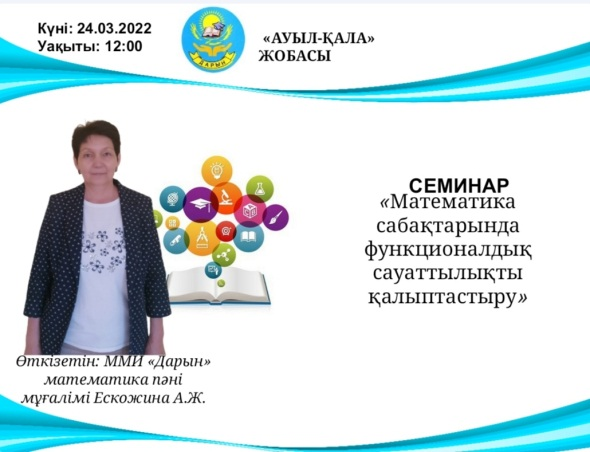 Күні: 24.03.2022
Уақыты: 12:00
«АУЫЛ-ҚАЛА»
ЖОБАСЫ
ДАРЫН
СЕМИНАР
«Математика
сабақтарында
функционалдық
сауаттылықты
қалыптастыру»
Өткізетін: ММИ «Дарын»
математика пәні
мұғалімі Ескожина А.Ж.